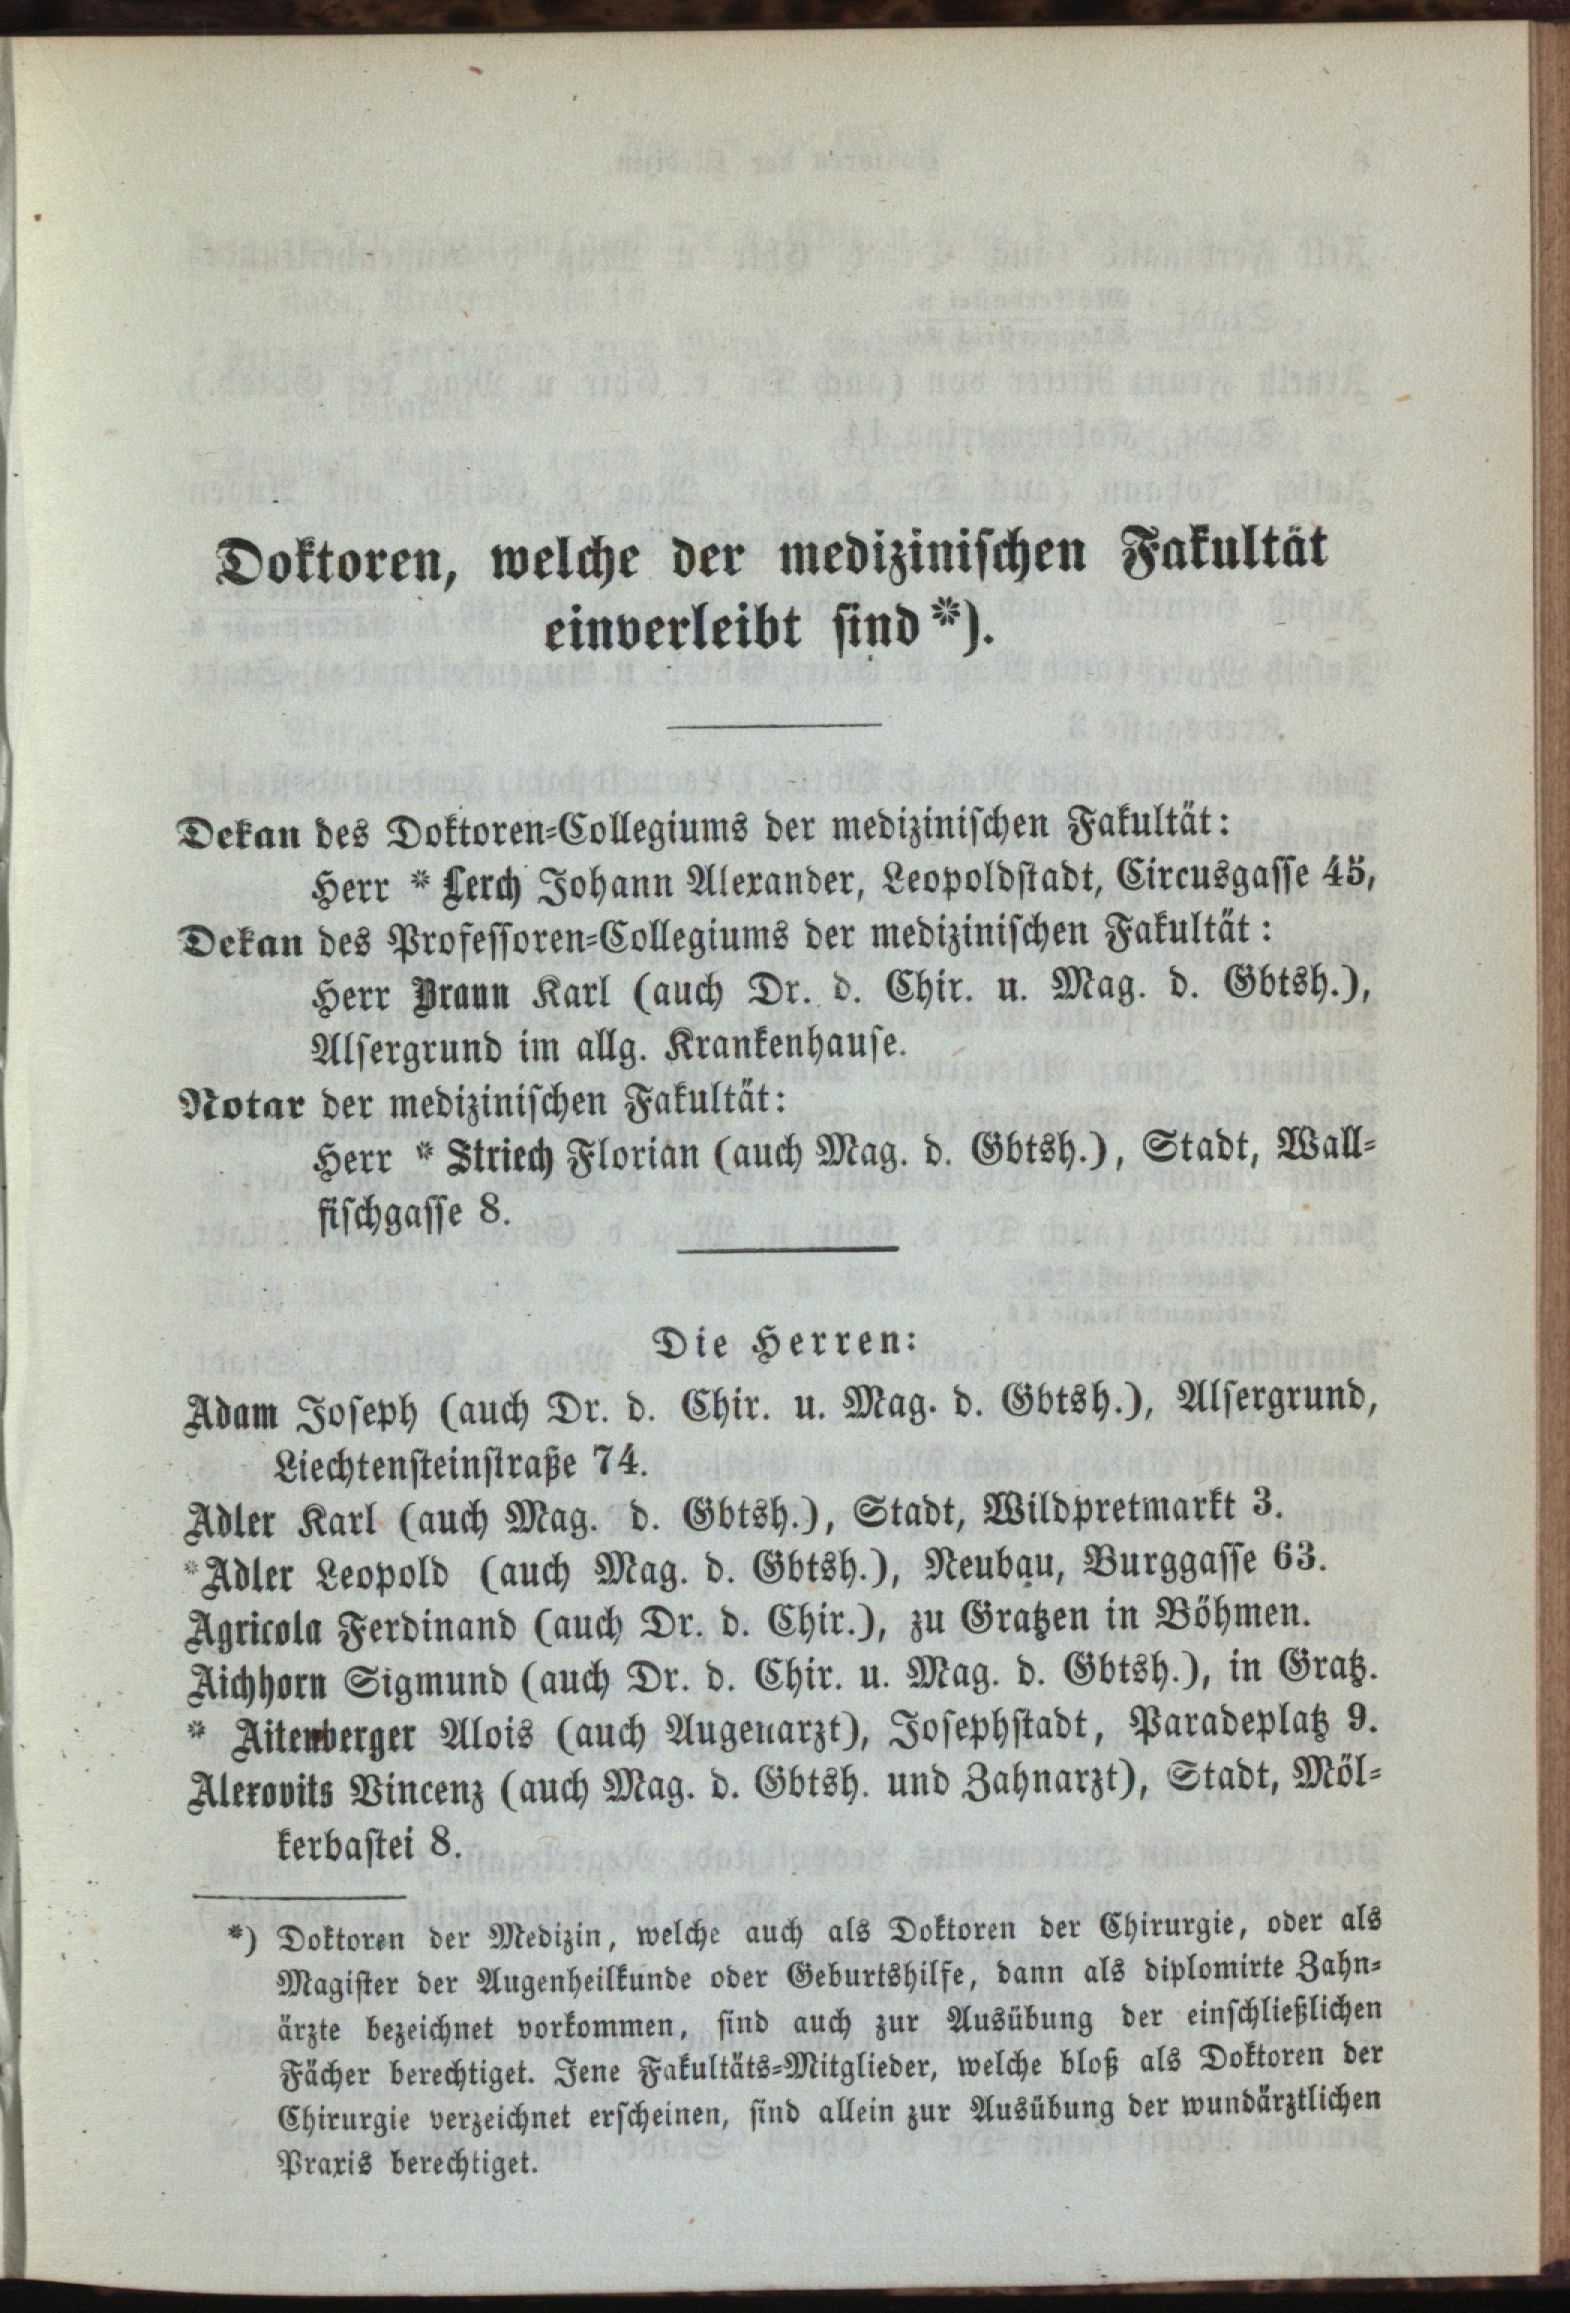 Doktoren, welche der medizinischen Fakultät
einverleibt sind*).
Dekan des Doktoren-Collegiums der medizinischen Fakultät:
Herr * Lerch Johann Alexander, Leopoldstadt, Circusgasse 45,
Dekan des Professoren-Collegiums der medizinischen Fakultät:
Herr Braun Karl (auch Dr. d. Chir. u. Mag. d. Gbtsh.),
Alsergrund im allg. Krankenhause.
Notar der medizinischen Fakultät:
Herr * Striech Florian (auch Mag. d. Gbtsh.), Stadt, Wall-
fischgasse 8.
Die Herren:
Adam Joseph (auch Dr. d. Chir. u. Mag. d. Gbtsh.), Alsergrund,
Liechtensteinstraße 74.
Adler Karl (auch Mag. d. Gbtsh.), Stadt, Wildpretmarkt 3.
*Adler Leopold (auch Mag. d. Gbtsh.), Neubau, Burggasse 63.
Agricola Ferdinand (auch Dr. d. Chir.), zu Gratzen in Böhmen.
Aichhorn Sigmund (auch Dr. d. Chir. u. Mag. d. Gbtsh.), in Gratz.
* Aitenberger Alois (auch Augenarzt), Josephstadt, Paradeplatz 9.
Alexovits Vincenz (auch Mag. d. Gbtsh. und Zahnarzt), Stadt, Möl-
kerbastei 8.
*) Doktoren der Medizin, welche auch als Doktoren der Chirurgie, oder als
Magister der Augenheilkunde oder Geburtshilfe, dann als diplomirte Zahn-
ärzte bezeichnet vorkommen, sind auch zur Ausübung der einschließlichen
Fächer berechtiget. Jene Fakultäts-Mitglieder, welche bloß als Doktoren der
Chirurgie verzeichnet erscheinen, sind allein zur Ausübung der wundärztlichen
Praxis berechtiget.